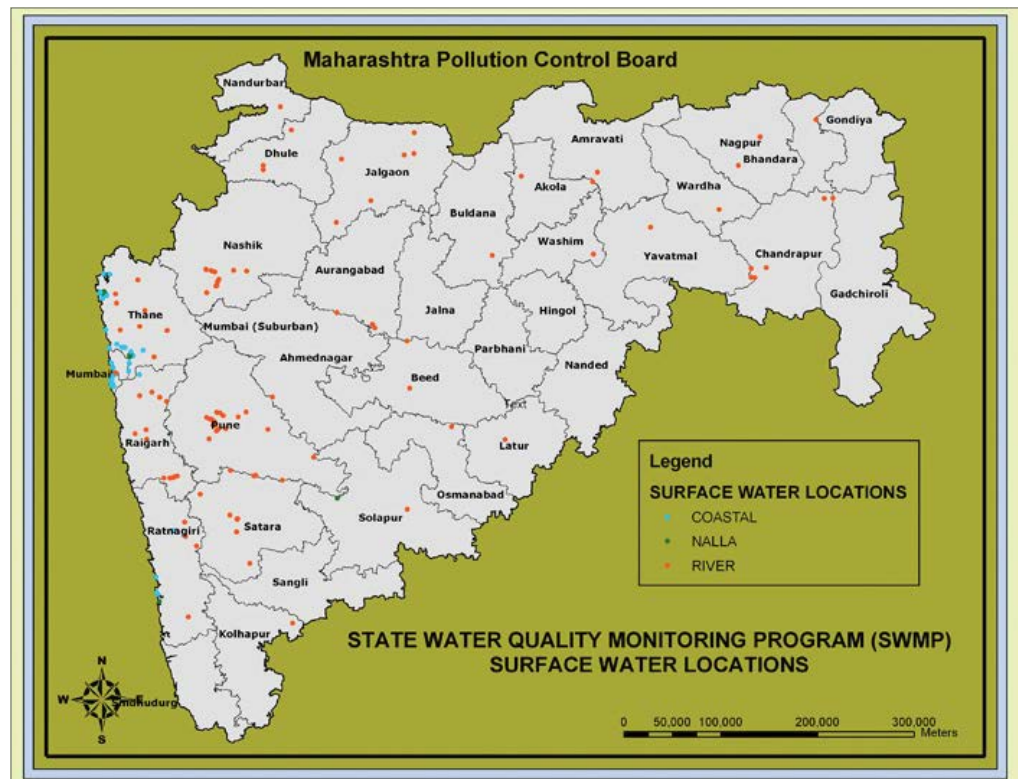 Maharashtra Pollution Control Board
Nandurbar
Gondiya
Amravati
Nagpur
Dhule
Bhandara
Jalgaon
Akola
Wardha
Buldana
Nashik
Washim
Chandrapur
Aurangabad
Yavatmal
Gadchiroli
Jalna
Hingol
Thane
Mumbai (Suburban)
Parbhani
Ahmednagar
Nanded
Mumbai
Beed
Text
Pune
Raigarh
Latur
Osmanabad
Solapur
Ratnagiri
Satara
Sangli
Kolhapur
Legend
SURFACE WATER LOCATIONS
COASTAL
NALLA
RIVER
STATE WATER QUALITY MONITORING PROGRAM (SWMP)
SURFACE WATER LOCATIONS
N
W E
S
0 50,000 100,000 200,000 300,000
Meters